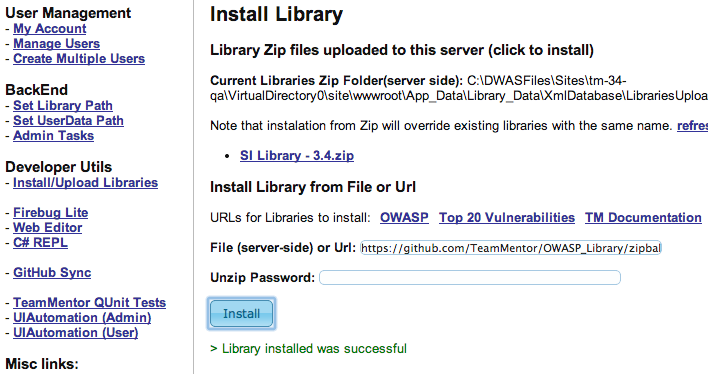 User Management
- My Account
- Manage Users
- Create Multiple Users
BackEnd
- Set Library Path
- Set UserData Path
- Admin Tasks
Developer Utils
- Install/Upload Libraries
- Firebug Lite
- Web Editor
- C# REPL
- GitHub Sync
- TeamMentor QUnit Tests
- UIAutomation (Admin)
- UIAutomation (User)
Misc links:
Install Library
Library Zip files uploaded to this server (click to install)
Current Libraries Zip Folder(server side): C:\DWASFiles\Sites\tm-34-
qa\VirtualDirectory0\site\wwwroot\App_Data\Library_Data\XmlDatabase\LibrariesUploa
Note that instalation from Zip will override existing libraries with the same name. refres
• SI Library - 3.4.zip
Install Library from File or Url
URLs for Libraries to install: OWASP Top 20 Vulnerabilities TM Documentation
File (server-side) or Url: https://github.com/TeamMentor/OWASP_Library/zipbal
Unzip Password:
Install
> Library installed was successful